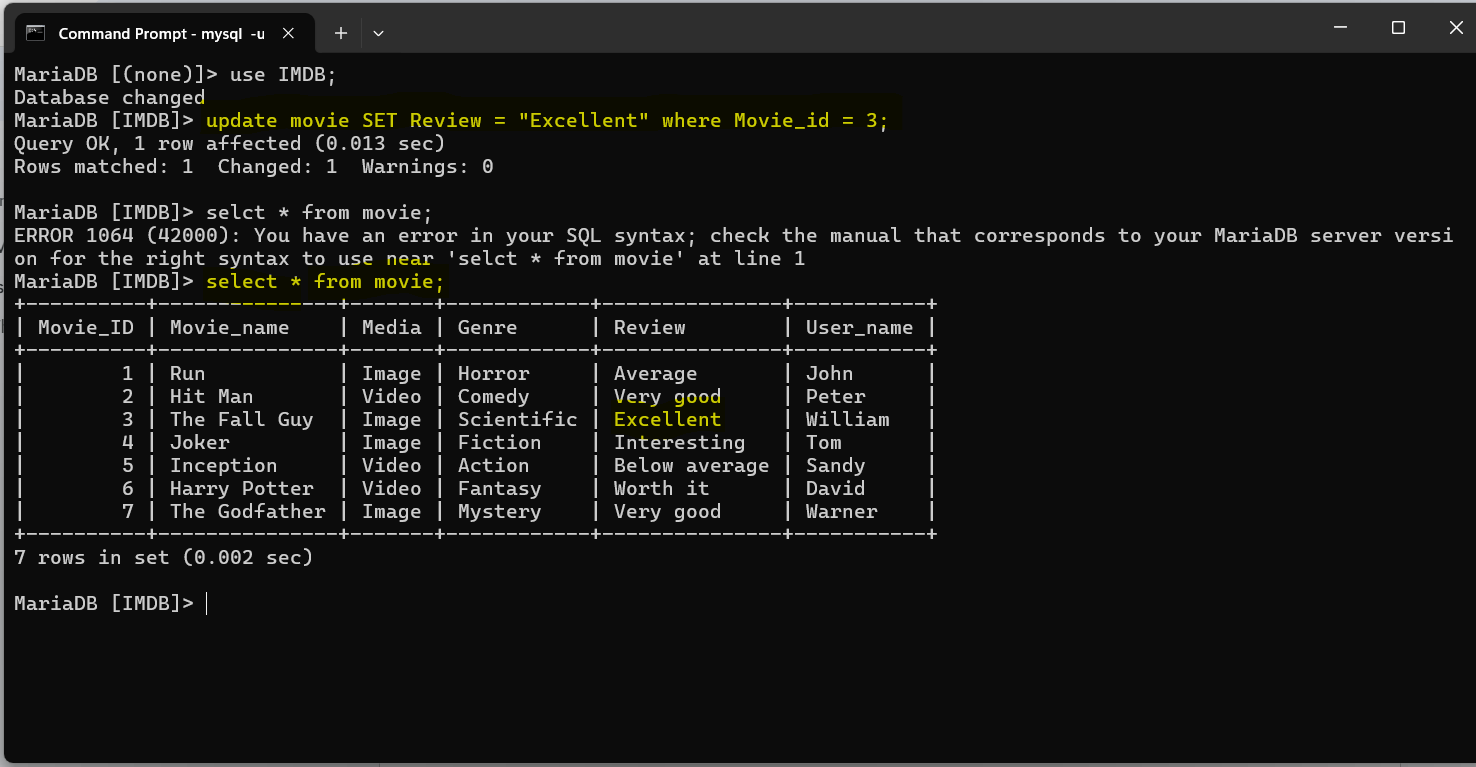 Command Prompt - mysql -u
MariaDB [(none)]> use IMDB;
Database changed
MariaDB [IMDB]> update movie SET Review = "Excellent" where Movie_id = 3;
Query OK, 1 row affected (0.013 sec)
Rows matched: 1  Changed: 1  Warnings: 0
MariaDB [IMDB]> selct * from movie;
ERROR 1064 (42000): You have an error in your SQL syntax; check the manual that corresponds to your MariaDB server versi
on for the right syntax to use near 'selct * from movie' at line 1
MariaDB [IMDB]> select * from movie;
+----------+---------------+-------+------------+---------------+-----------+
| Movie_ID | Movie_name    | Media | Genre      | Review        | User_name |
+----------+---------------+-------+------------+---------------+-----------+
|        1 | Run           | Image | Horror     | Average       | John      |
|        2 | Hit Man       | Video | Comedy     | Very good     | Peter     |
|        3 | The Fall Guy  | Image | Scientific | Excellent     | William   |
|        4 | Joker         | Image | Fiction    | Interesting   | Tom       |
|        5 | Inception     | Video | Action     | Below average | Sandy     |
|        6 | Harry Potter  | Video | Fantasy    | Worth it      | David     |
|        7 | The Godfather | Image | Mystery    | Very good     | Warner    |
+----------+---------------+-------+------------+---------------+-----------+
7 rows in set (0.002 sec)
MariaDB [IMDB]>